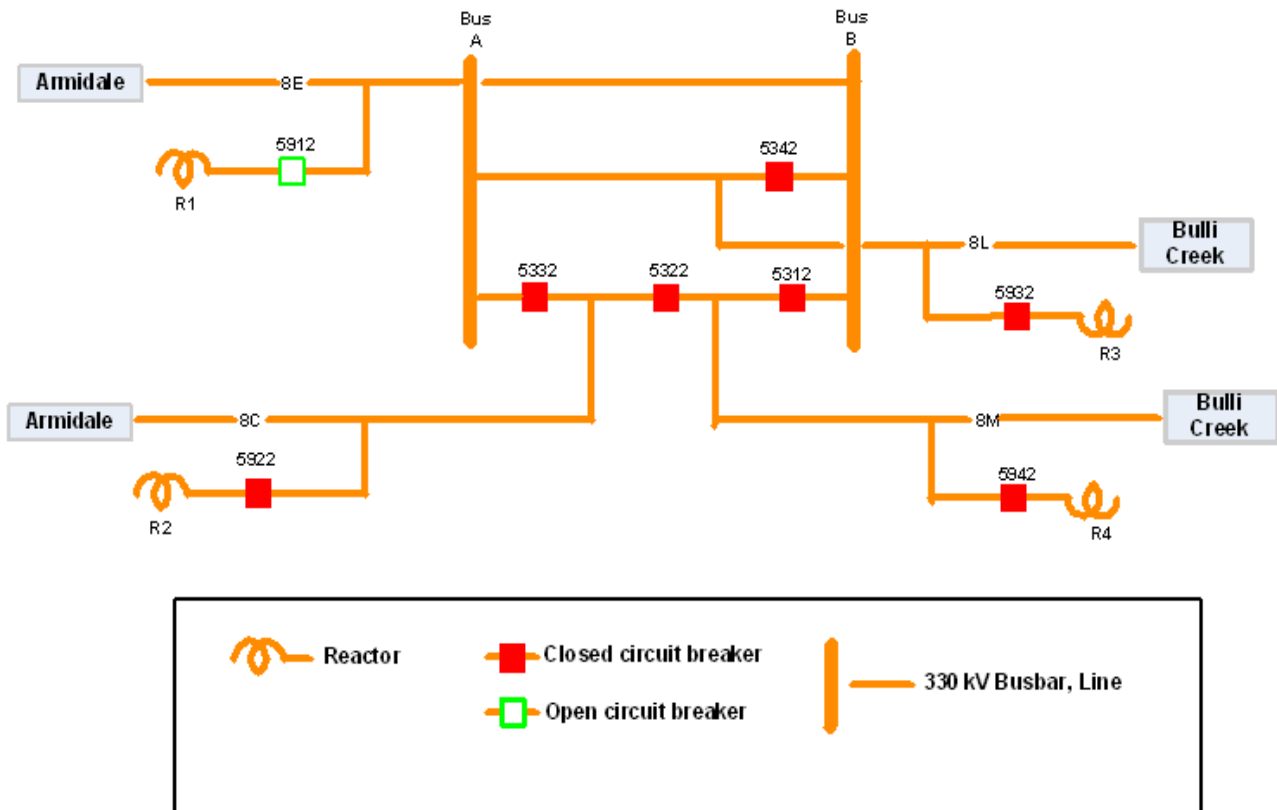 Bus
A
Bus
B
Armidale
8E
5912
R1
5342
8L
Bulli
Creek
5332
5322
5312
5932
R3
Armidale
8C
8M
Bulli
Creek
5922
R2
5942
R4
Reactor
Closed circuit breaker
Open circuit breaker
330 kV Busbar, Line